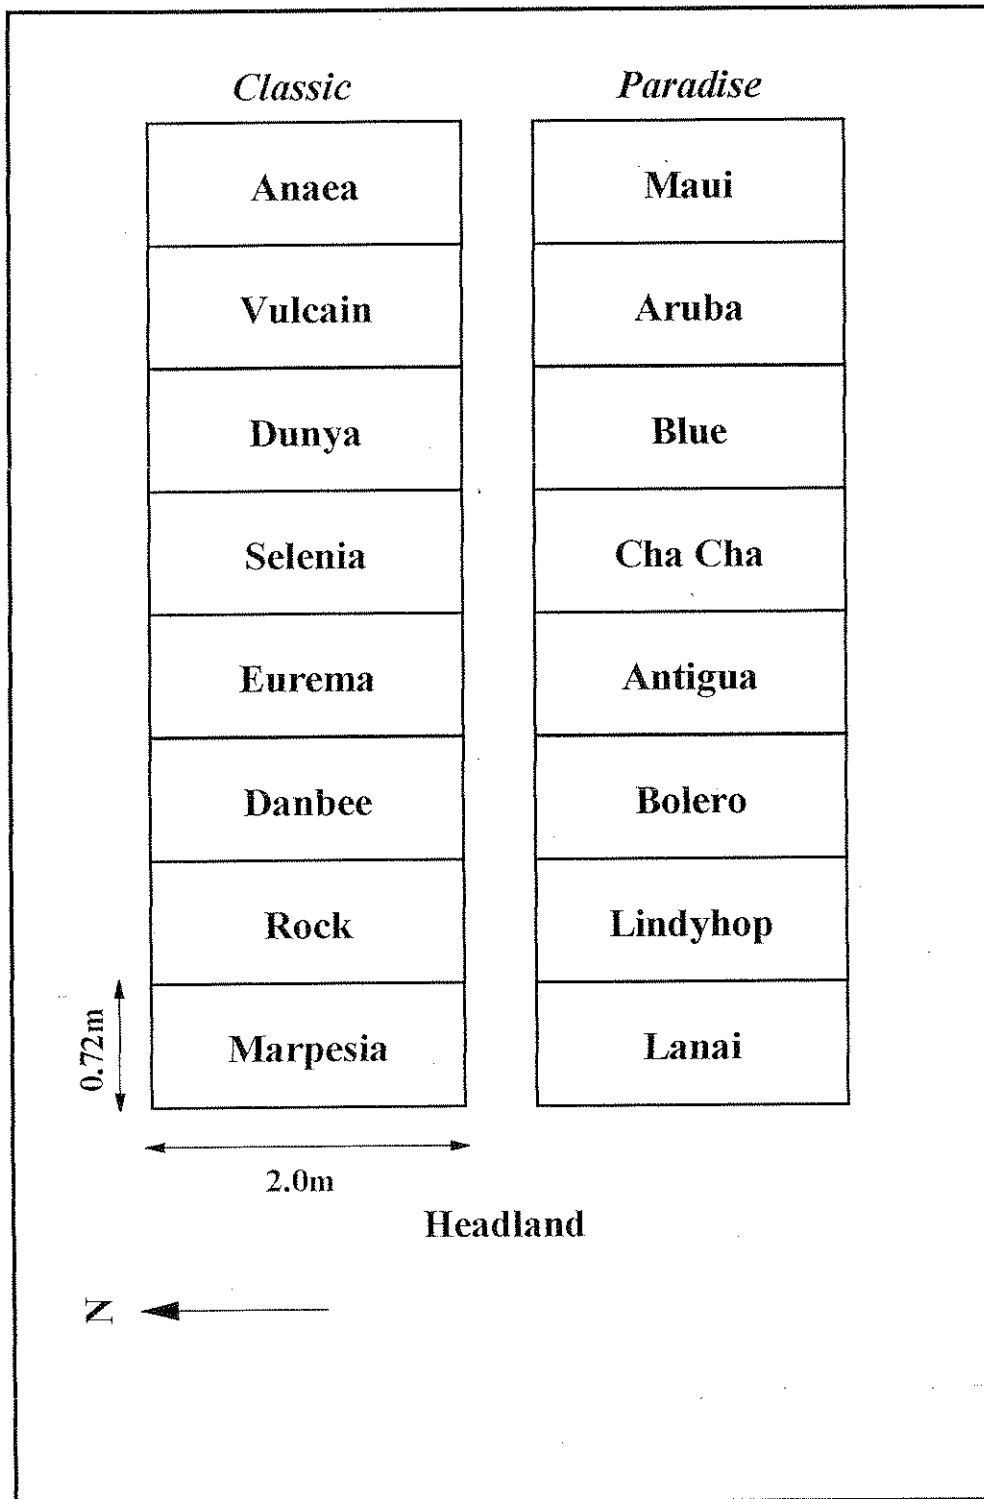 Classic Paradise
Anaea Maui
Vulcain Aruba
Dunya Blue
Selenia Cha Cha
Eurema Antigua
Danbee Bolero
Rock Lindyhop
0.72m
Marpesia Lanai
2.0m
Headland
N